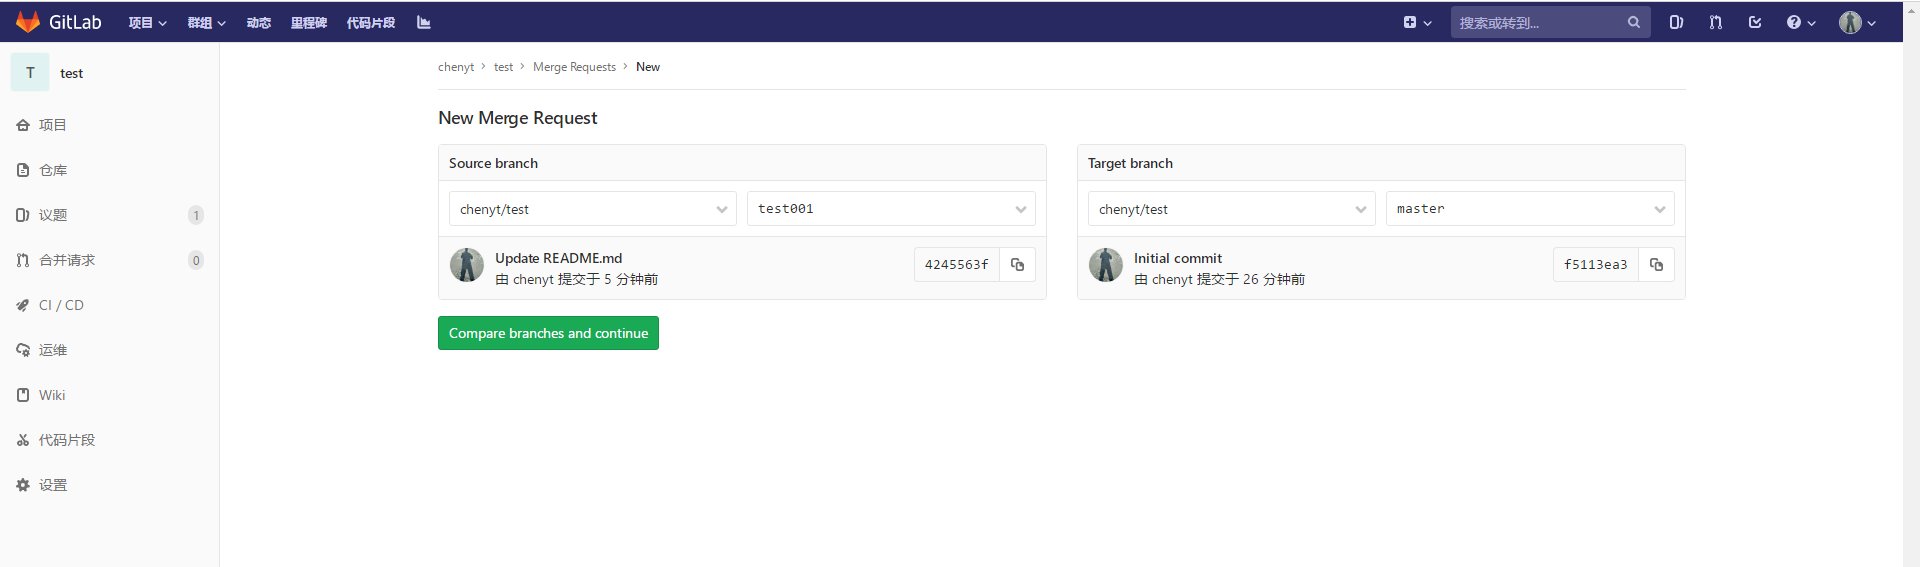 GitLab 项目 群组 动态 里程碑 代码片段 搜索或转到...
T test
项目
仓库
议题 1
合并请求 0
CI / CD
运维
Wiki
代码片段
设置
chenyt > test > Merge Requests > New
New Merge Request
Source branch
chenyt/test test001
Update README.md
由 chenyt 提交于 5 分钟前
4245563f
Target branch
chenyt/test master
Initial commit
由 chenyt 提交于 26 分钟前
f5113ea3
Compare branches and continue